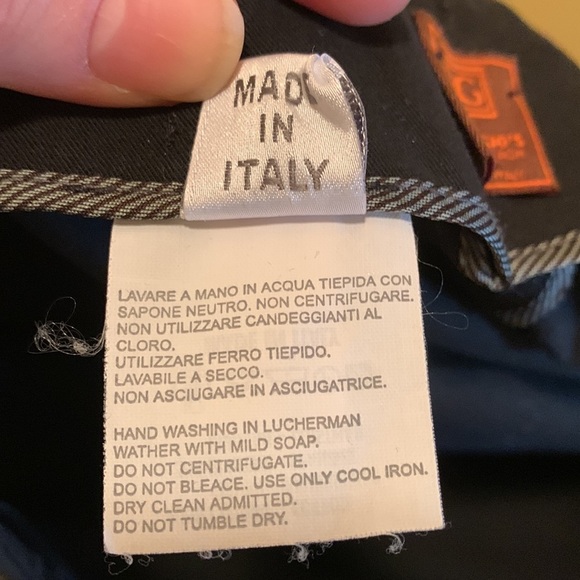 MADE
IN
ITALY
G
LAVARE A MANO IN ACQUA TIEPIDA CON
SAPONE NEUTRO. NON CENTRIFUGARE.
NON UTILIZZARE CANDEGGIANTI AL
CLORO.
UTILIZZARE FERRO TIEPIDO.
LAVABILE A SECCO.
NON ASCIUGARE IN ASCIUGATRICE.
HAND WASHING IN LUCHERMAN
WATHER WITH MILD SOAP.
DO NOT CENTRIFUGATE.
DO NOT BLEACE. USE ONLY COOL IRON.
DRY CLEAN ADMITTED.
DO NOT TUMBLE DRY.